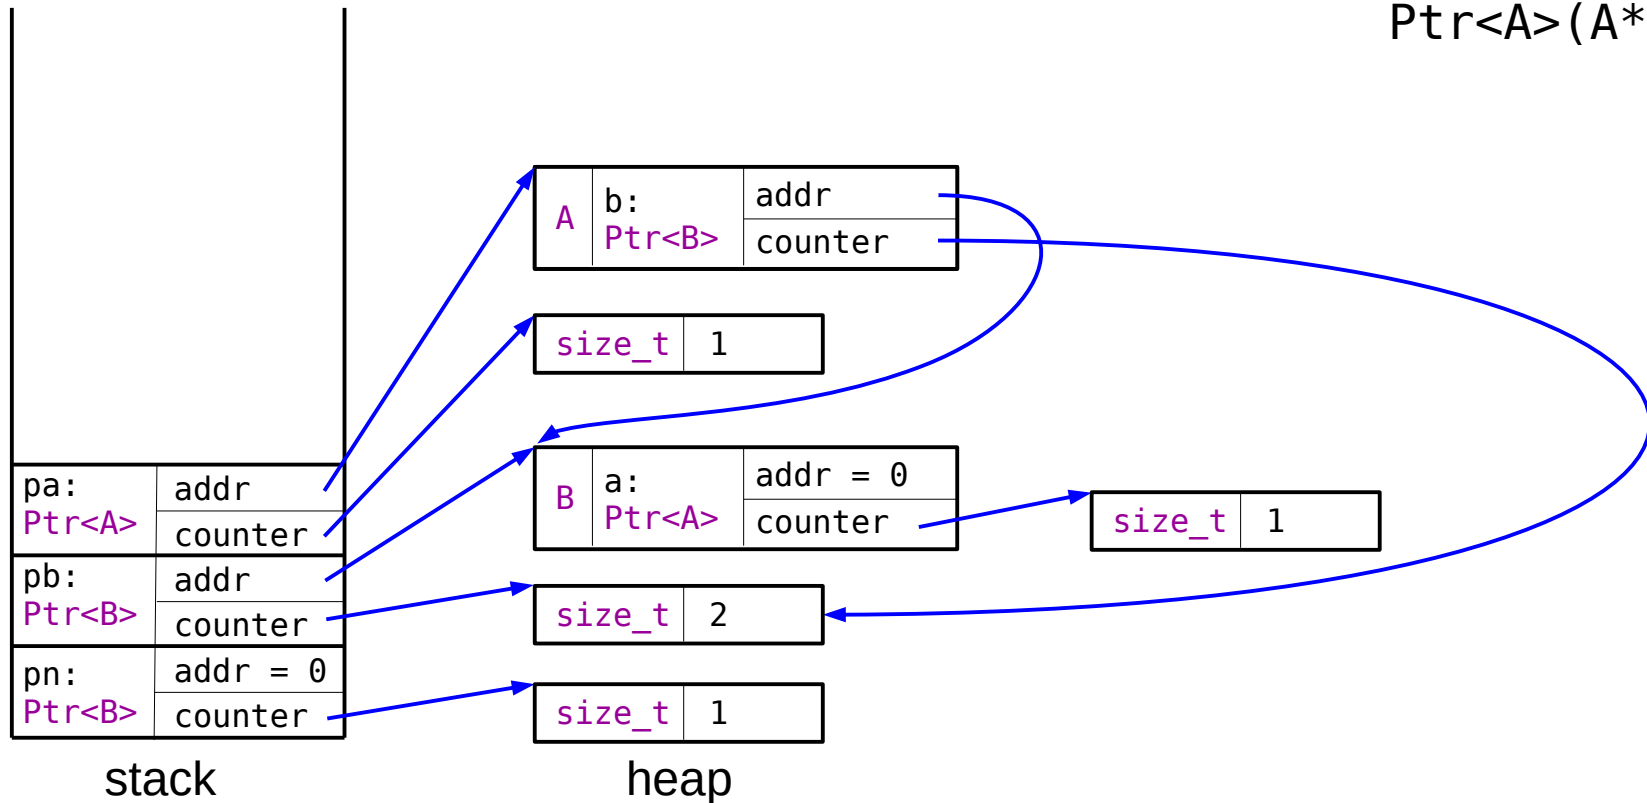 Ptr<A>(A*
A
b:
Ptr<B>
addr
counter
size_t 1
B
a:
Ptr<A>
addr = 0
counter
size_t 1
size_t 2
size_t 1
pa:
Ptr<A>
addr
counter
pb:
Ptr<B>
addr
counter
pn:
Ptr<B>
addr = 0
counter
stack
heap